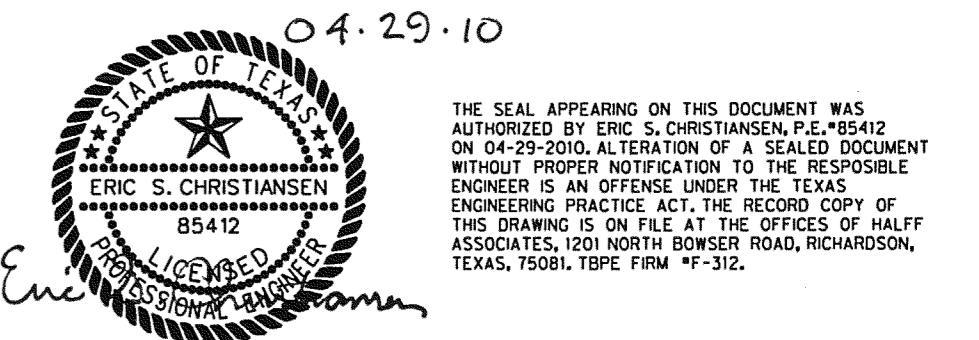 04.29.10
STATE OF TEXAS
ERIC S. CHRISTIANSEN
85412
LICENSED
PROFESSIONAL ENGINEER
Eric
THE SEAL APPEARING ON THIS DOCUMENT WAS
AUTHORIZED BY ERIC S. CHRISTIANSEN, P.E.#85412
ON 04-29-2010. ALTERATION OF A SEALED DOCUMENT
WITHOUT PROPER NOTIFICATION TO THE RESPOSIBLE
ENGINEER IS AN OFFENSE UNDER THE TEXAS
ENGINEERING PRACTICE ACT. THE RECORD COPY OF
THIS DRAWING IS ON FILE AT THE OFFICES OF HALFF
ASSOCIATES, 1201 NORTH BOWSER ROAD, RICHARDSON,
TEXAS, 75081. TBPE FIRM #F-312.